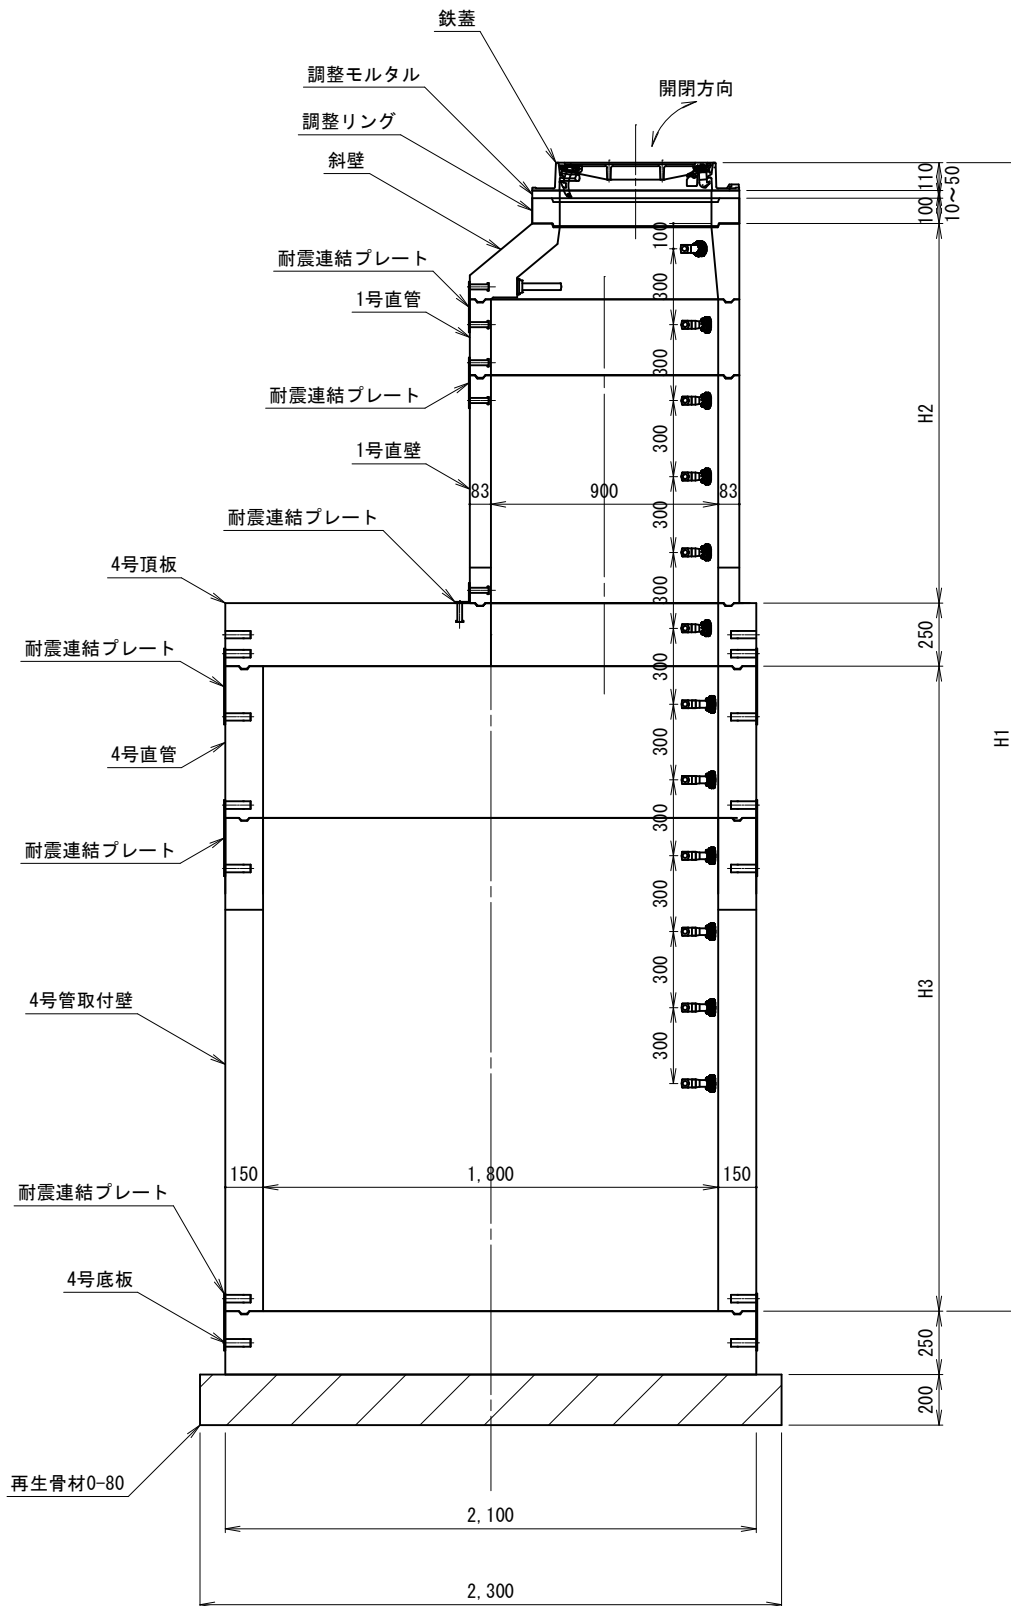 鉄蓋
調整モルタル
開閉方向
調整リング
斜壁
110
10～50
100
100
耐震連結プレート
300
1号直管
300
耐震連結プレート
H2
300
1号直壁
83
900
83
300
耐震連結プレート
4号頂板
300
250
耐震連結プレート
300
H1
4号直管
300
300
耐震連結プレート
300
300
4号管取付壁
H3
300
150
1,800
150
耐震連結プレート
4号底板
250
200
再生骨材0-80
2,100
2,300